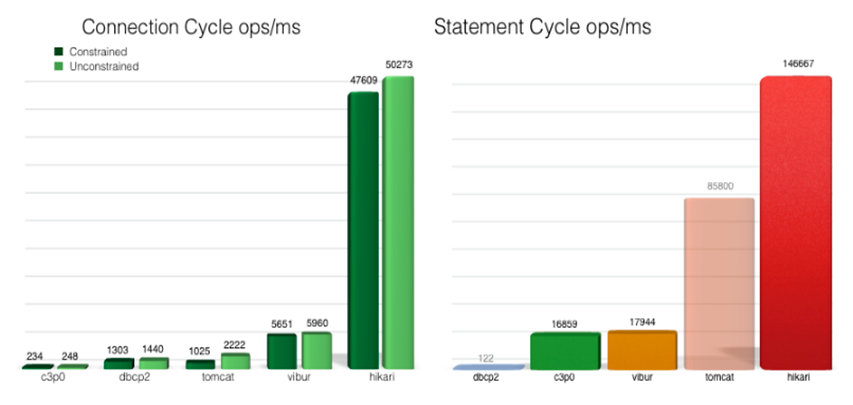 Connection Cycle ops/ms
Constrained
Unconstrained
234 248 1303 1440 1025 2222 5651 5960 47609 50273
c3p0 dbcp2 tomcat vibur hikari
Statement Cycle ops/ms
122 16859 17944 85800 146667
dbcp2 c3p0 vibur tomcat hikari